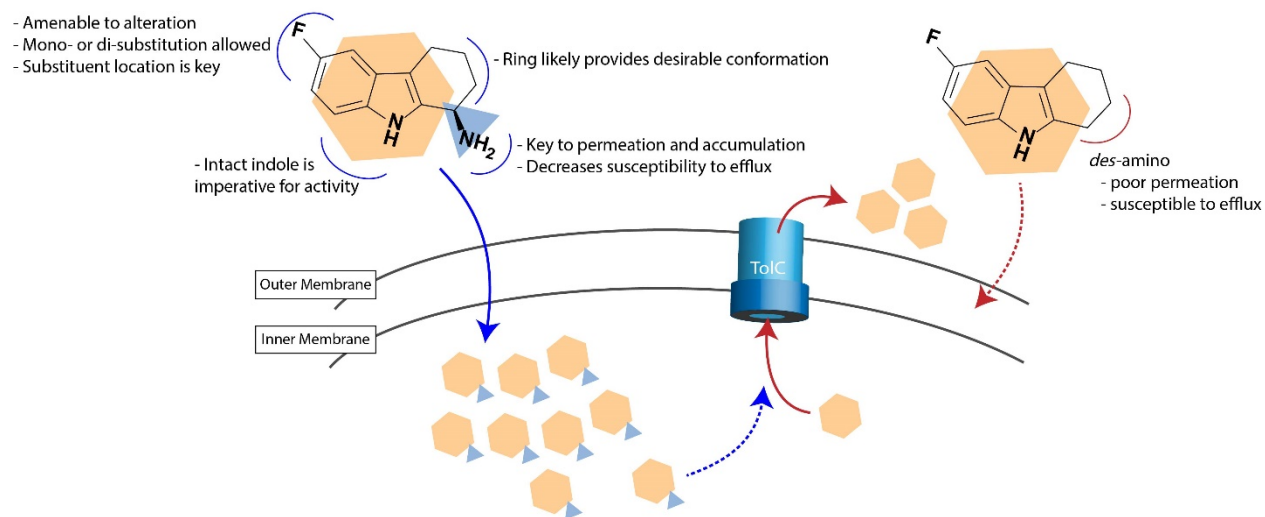 - Amenable to alteration
- Mono- or di-substitution allowed
- Substituent location is key
F
N
H
NH2
- Ring likely provides desirable conformation
- Key to permeation and accumulation
- Decreases susceptibility to efflux
- Intact indole is
imperative for activity
F
N
H
des-amino
- poor permeation
- susceptible to efflux
TolC
Outer Membrane
Inner Membrane